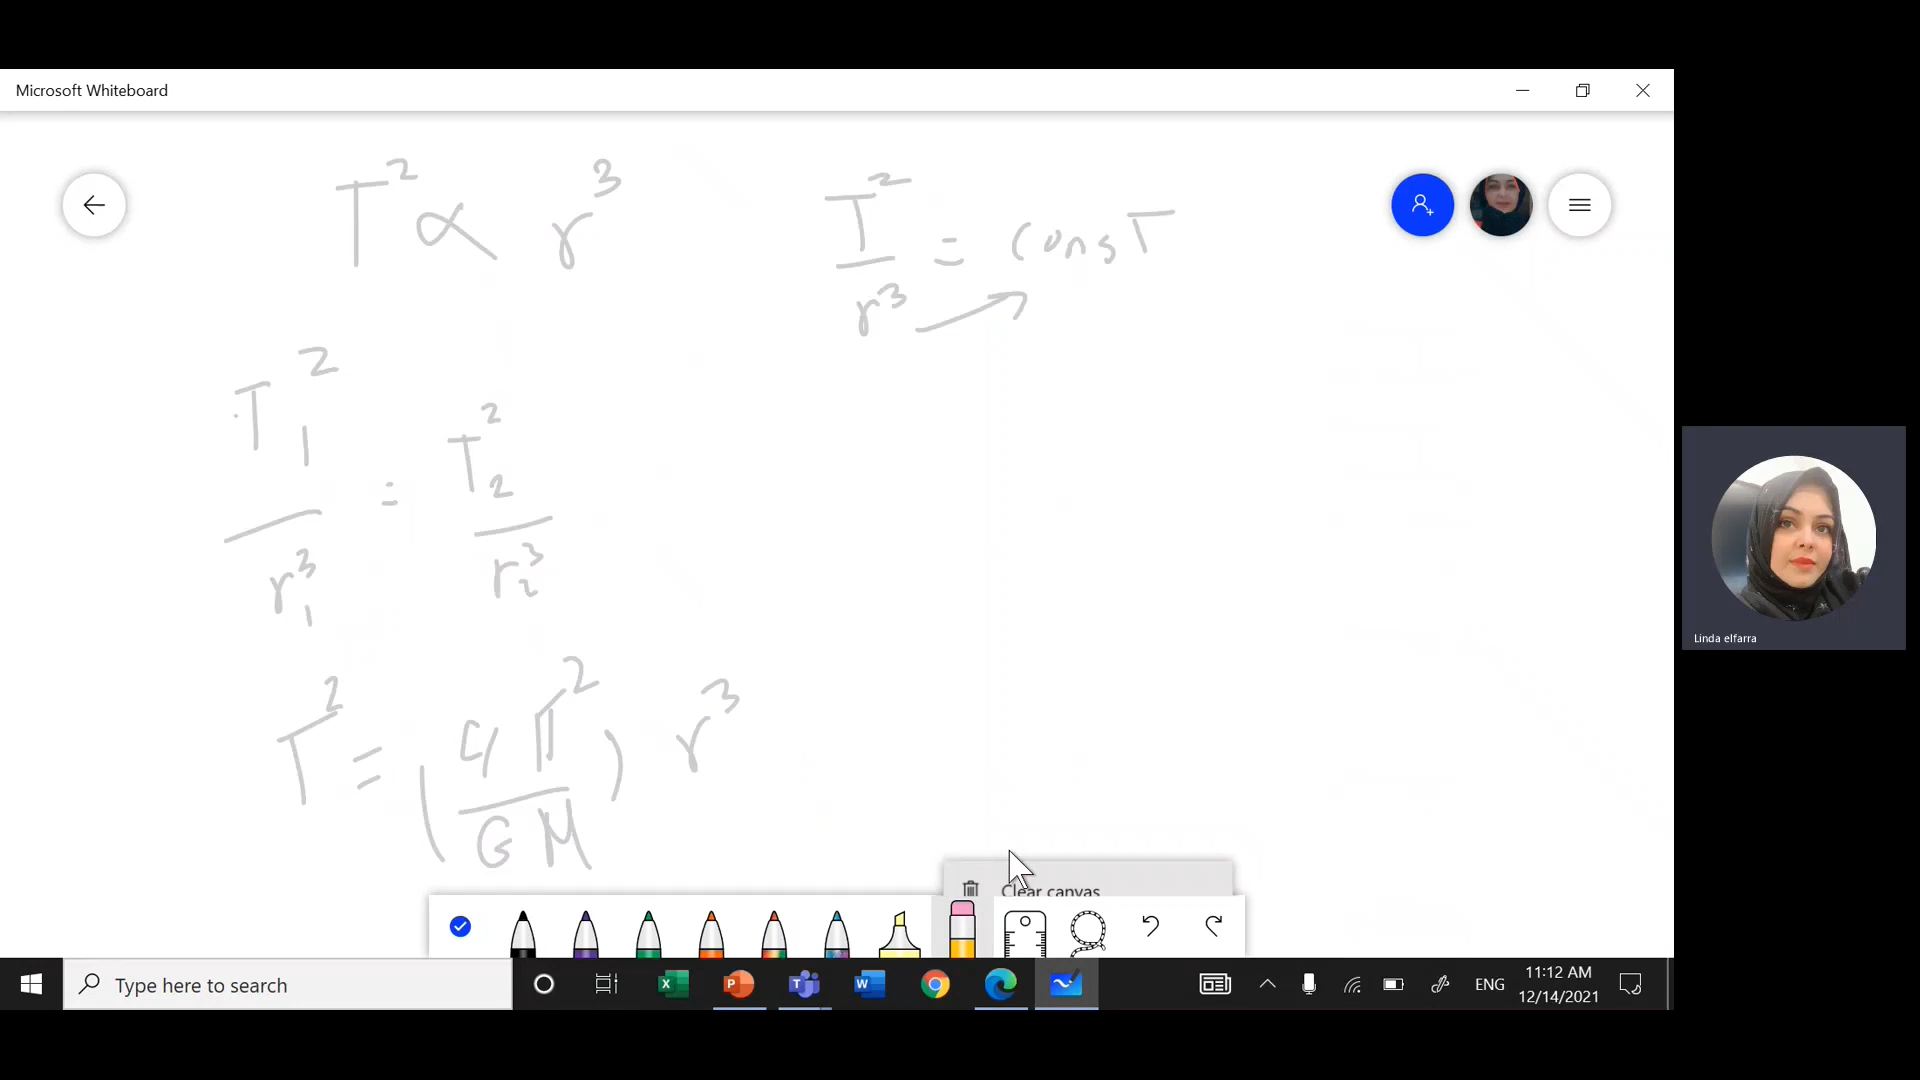 Microsoft Whiteboard
T² ∝ r³
T²/r³ = const
T₁²/r₁³ = T₂²/r₂³
T² = (4π²/GM) r³
Linda elfarra
Clear canvas
Type here to search
ENG
11:12 AM
12/14/2021